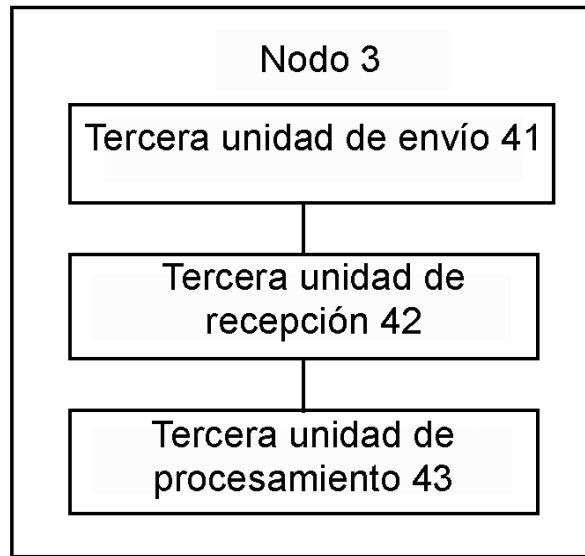 Nodo 3
Tercera unidad de envío 41
Tercera unidad de
recepción 42
Tercera unidad de
procesamiento 43